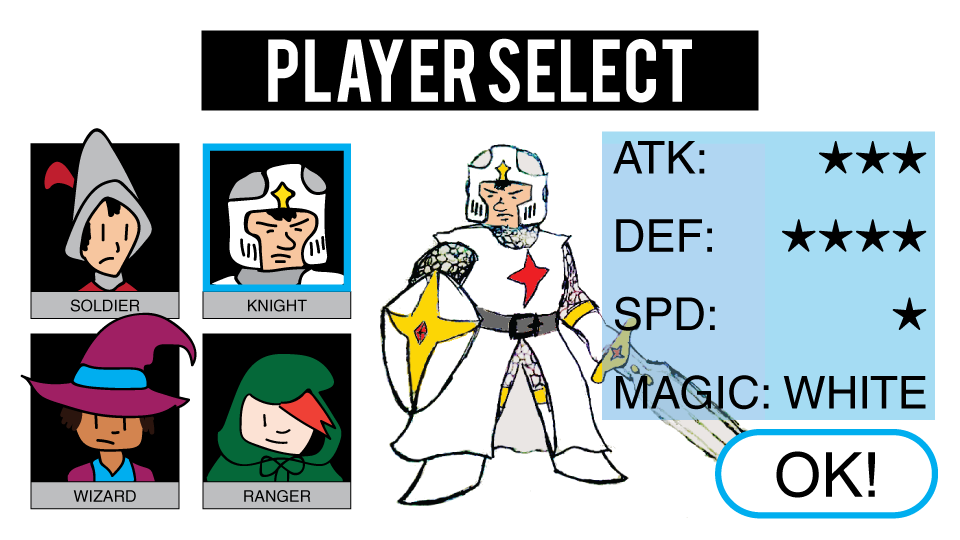 PLAYER SELECT
SOLDIER
KNIGHT
WIZARD
RANGER
ATK: ★★★
DEF: ★★★★
SPD: ★
MAGIC: WHITE
OK!